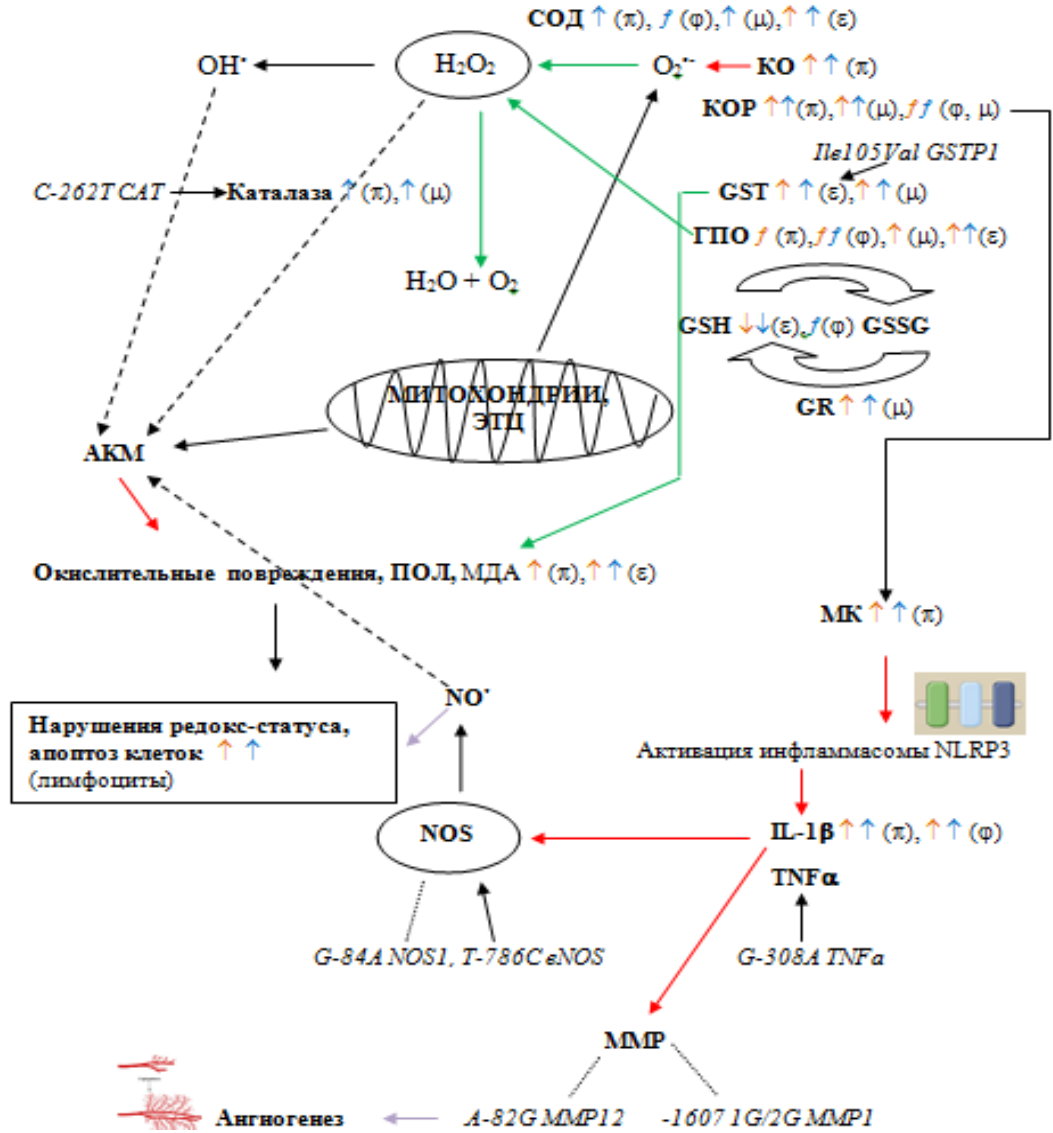 СОД ↑ (π), ƒ (φ), ↑ (μ), ↑ ↑ (ε)
OH• H₂O₂ O₂•- КО ↑ ↑ (π)
КОР ↑↑(π),↑↑(μ),ƒƒ (φ, μ)
Ile105Val GSTP1
C-262T CAT Каталаза ↑ (π),↑ (μ) GST ↑ ↑ (ε),↑ ↑ (μ)
ГПО ƒ (π),ƒƒ (φ),↑ (μ),↑↑(ε)
H₂O + O₂
GSH ↓↓(ε),ƒ(φ) GSSG
МИТОХОНДРИИ,
ЭТЦ
GR ↑ ↑ (μ)
АКМ
Окислительные повреждения, ПОЛ, МДА ↑ (π),↑ ↑ (ε)
МК ↑ ↑ (π)
NO•
Нарушения редокс-статуса,
апоптоз клеток ↑ ↑
(лимфоциты)
Активация инфламмасомы NLRP3
NOS IL-1β ↑ ↑ (π), ↑ ↑ (φ)
TNFα
G-84A NOS1, T-786C eNOS G-308A TNFα
MMP
Ангиогенез A-82G MMP12 -1607 1G/2G MMP1